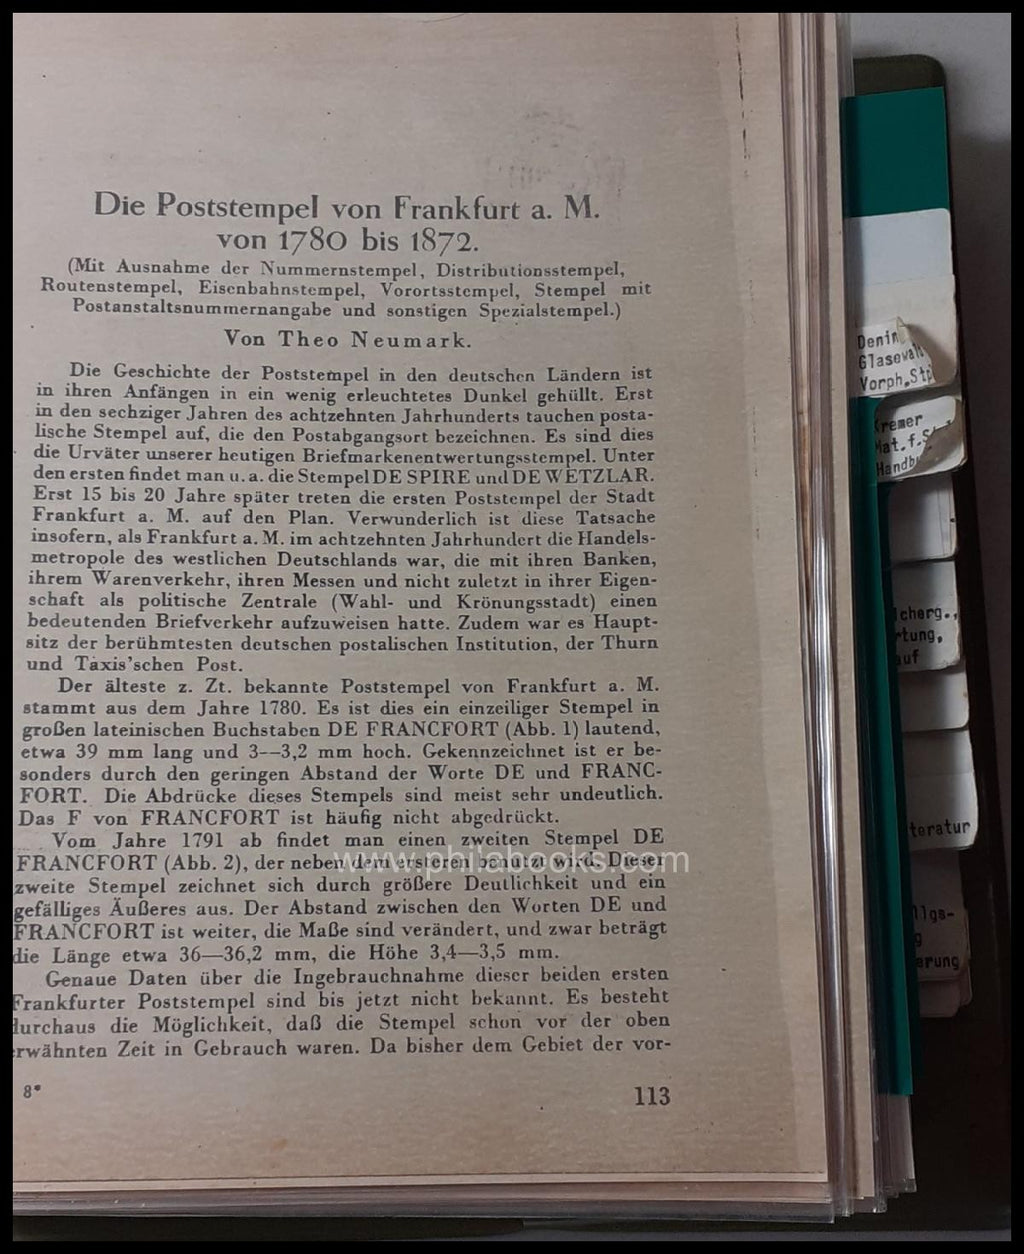 Die Poststempel von Frankfurt a. M.
von 1780 bis 1872.
(Mit Ausnahme der Nummernstempel, Distributionsstempel,
Routenstempel, Eisenbahnstempel, Vorortsstempel, Stempel mit
Postanstaltsnummernangabe und sonstigen Spezialstempel.)
Von Theo Neumark.
Die Geschichte der Poststempel in den deutschen Ländern ist
in ihren Anfängen in ein wenig erleuchtetes Dunkel gehüllt. Erst
in den sechziger Jahren des achtzehnten Jahrhunderts tauchen posta-
lische Stempel auf, die den Postabgangsort bezeichnen. Es sind dies
die Urväter unserer heutigen Briefmarkenentwertungsstempel. Unter
den ersten findet man u. a. die Stempel DE SPIRE und DE WETZLAR.
Erst 15 bis 20 Jahre später treten die ersten Poststempel der Stadt
Frankfurt a. M. auf den Plan. Verwunderlich ist diese Tatsache
insofern, als Frankfurt a. M. im achtzehnten Jahrhundert die Handels-
metropole des westlichen Deutschlands war, die mit ihren Banken,
ihrem Warenverkehr, ihren Messen und nicht zuletzt in ihrer Eigen-
schaft als politische Zentrale (Wahl- und Krönungsstadt) einen
bedeutenden Briefverkehr aufzuweisen hatte. Zudem war es Haupt-
sitz der berühmtesten deutschen postalischen Institution, der Thurn
und Taxis'schen Post.
Der älteste z. Zt. bekannte Poststempel von Frankfurt a. M.
stammt aus dem Jahre 1780. Es ist dies ein einzeiliger Stempel in
großen lateinischen Buchstaben DE FRANCFORT (Abb. 1) lautend,
etwa 39 mm lang und 3—3,2 mm hoch. Gekennzeichnet ist er be-
sonders durch den geringen Abstand der Worte DE und FRANC-
FORT. Die Abdrücke dieses Stempels sind meist sehr undeutlich.
Das F von FRANCFORT ist häufig nicht abgedrückt.
Vom Jahre 1791 ab findet man einen zweiten Stempel DE
FRANCFORT (Abb. 2), der neben dem ersteren benutzt wird. Dieser
zweite Stempel zeichnet sich durch größere Deutlichkeit und ein
gefälliges Äußeres aus. Der Abstand zwischen den Worten DE und
FRANCFORT ist weiter, die Maße sind verändert, und zwar beträgt
die Länge etwa 36—36,2 mm, die Höhe 3,4—3,5 mm.
Genaue Daten über die Ingebrauchnahme dieser beiden ersten
Frankfurter Poststempel sind bis jetzt nicht bekannt. Es besteht
durchaus die Möglichkeit, daß die Stempel schon vor der oben
rwähnten Zeit in Gebrauch waren. Da bisher dem Gebiet der vor-
8*
113
www.philabooks.com
Denin
Glasewal
Vorph.Stp
Kremer
Mat.f.
Handb
lcherg.,
rtung,
auf
teratur
llgs-
g
erung